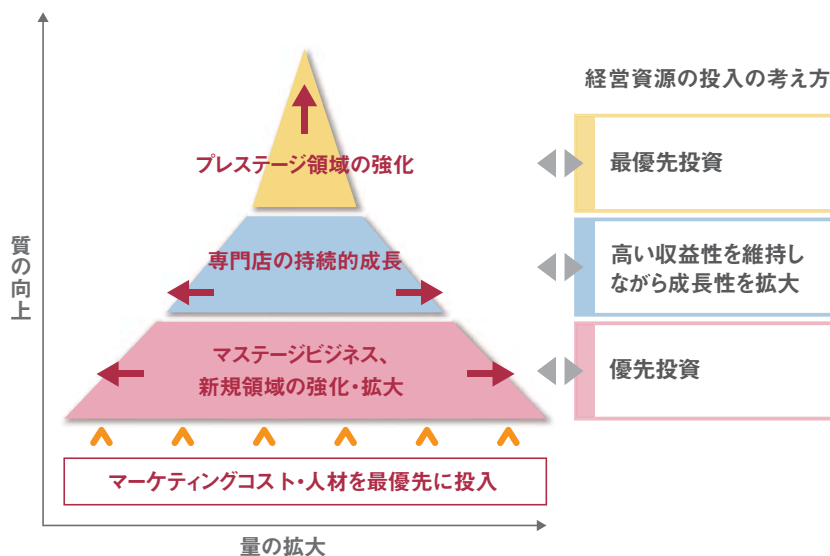 経営資源の投入の考え方
プレステージ領域の強化
最優先投資
専門店の持続的成長
高い収益性を維持し
ながら成長性を拡大
マステージビジネス、
新規領域の強化・拡大
優先投資
マーケティングコスト・人材を最優先に投入
質の向上
量の拡大